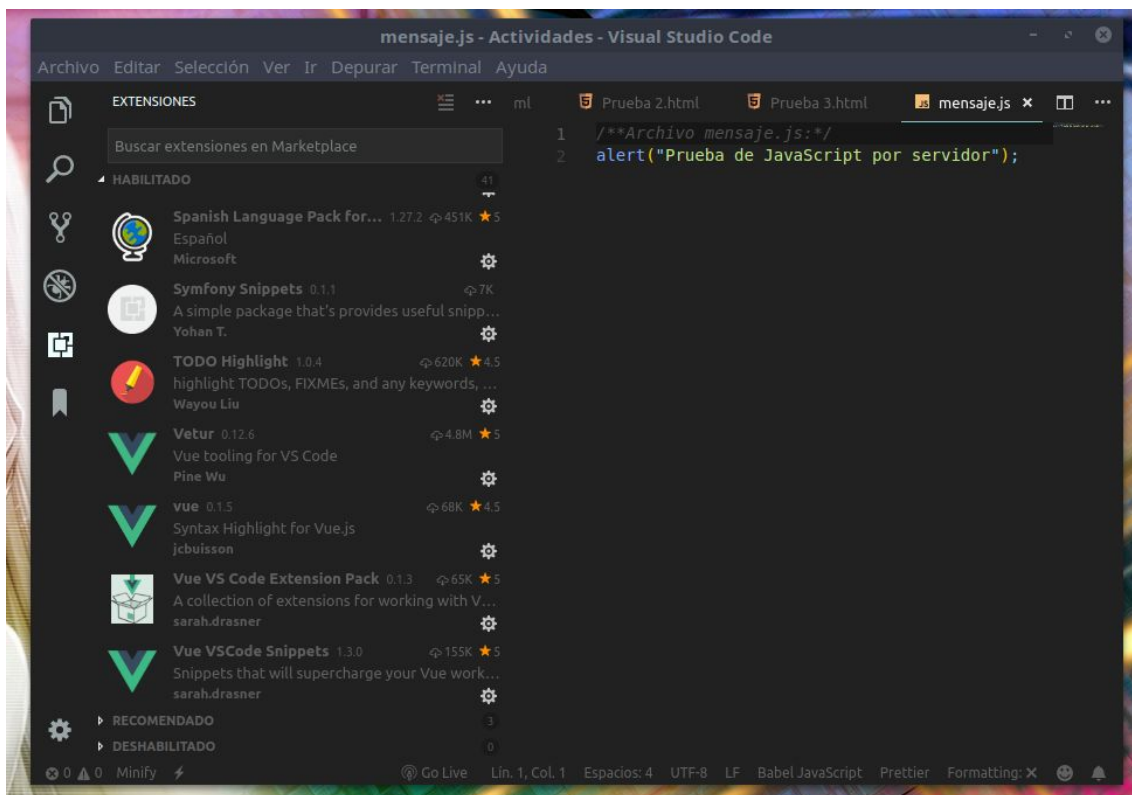 mensaje.js - Actividades - Visual Studio Code
Archivo Editar Selección Ver Ir Depurar Terminal Ayuda
EXTENSIONES
Buscar extensiones en Marketplace
HABILITADO 41
Spanish Language Pack for... 1.27.2 451K 5
Español
Microsoft
Symfony Snippets 0.1.1 7K
A simple package that's provides useful snipp...
Yohan T.
TODO Highlight 1.0.4 620K 4.5
highlight TODOs, FIXMEs, and any keywords, ...
Wayou Liu
Vetur 0.12.6 4.8M 5
Vue tooling for VS Code
Pine Wu
vue 0.1.5 68K 4.5
Syntax Highlight for Vue.js
jcbuisson
Vue VS Code Extension Pack 0.1.3 65K 5
A collection of extensions for working with V...
sarah.drasner
Vue VSCode Snippets 1.3.0 155K 5
Snippets that will supercharge your Vue work...
sarah.drasner
RECOMENDADO 3
DESHABILITADO 0
ml Prueba 2.html Prueba 3.html JS mensaje.js
1 /**Archivo mensaje.js:*/
2 alert("Prueba de JavaScript por servidor");
0 0 Minify Go Live Lín. 1, Col. 1 Espacios: 4 UTF-8 LF Babel JavaScript Prettier Formatting: X